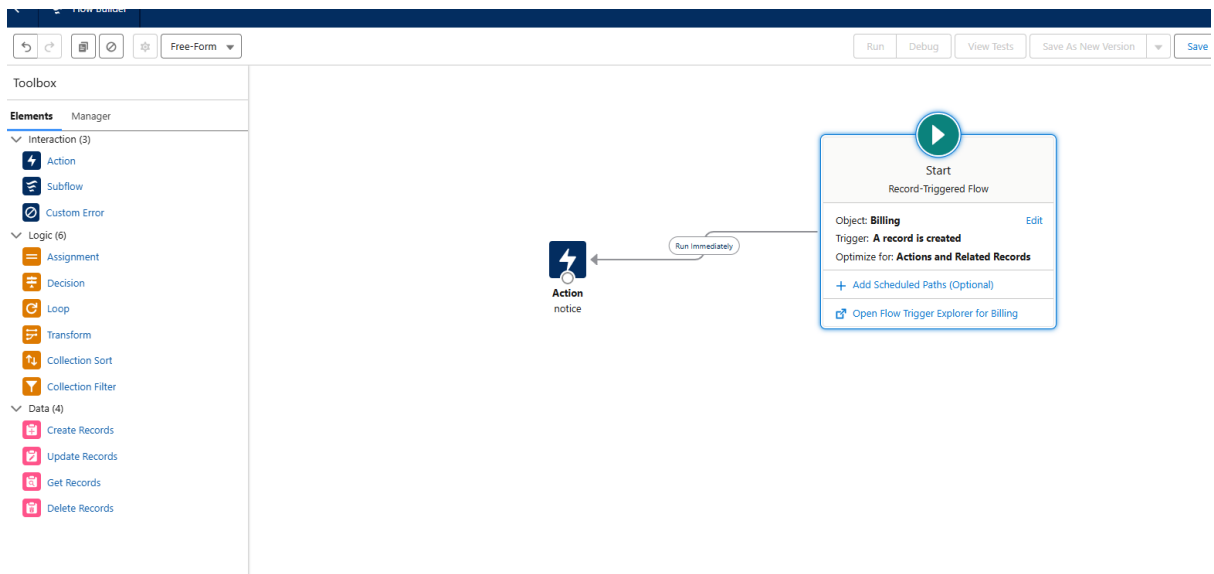 Flow Builder
Free-Form
Run
Debug
View Tests
Save As New Version
Save
Toolbox
Elements
Manager
Interaction (3)
Action
Subflow
Custom Error
Logic (6)
Assignment
Decision
Loop
Transform
Collection Sort
Collection Filter
Data (4)
Create Records
Update Records
Get Records
Delete Records
Action
notice
Run Immediately
Start
Record-Triggered Flow
Object: Billing
Edit
Trigger: A record is created
Optimize for: Actions and Related Records
+ Add Scheduled Paths (Optional)
Open Flow Trigger Explorer for Billing